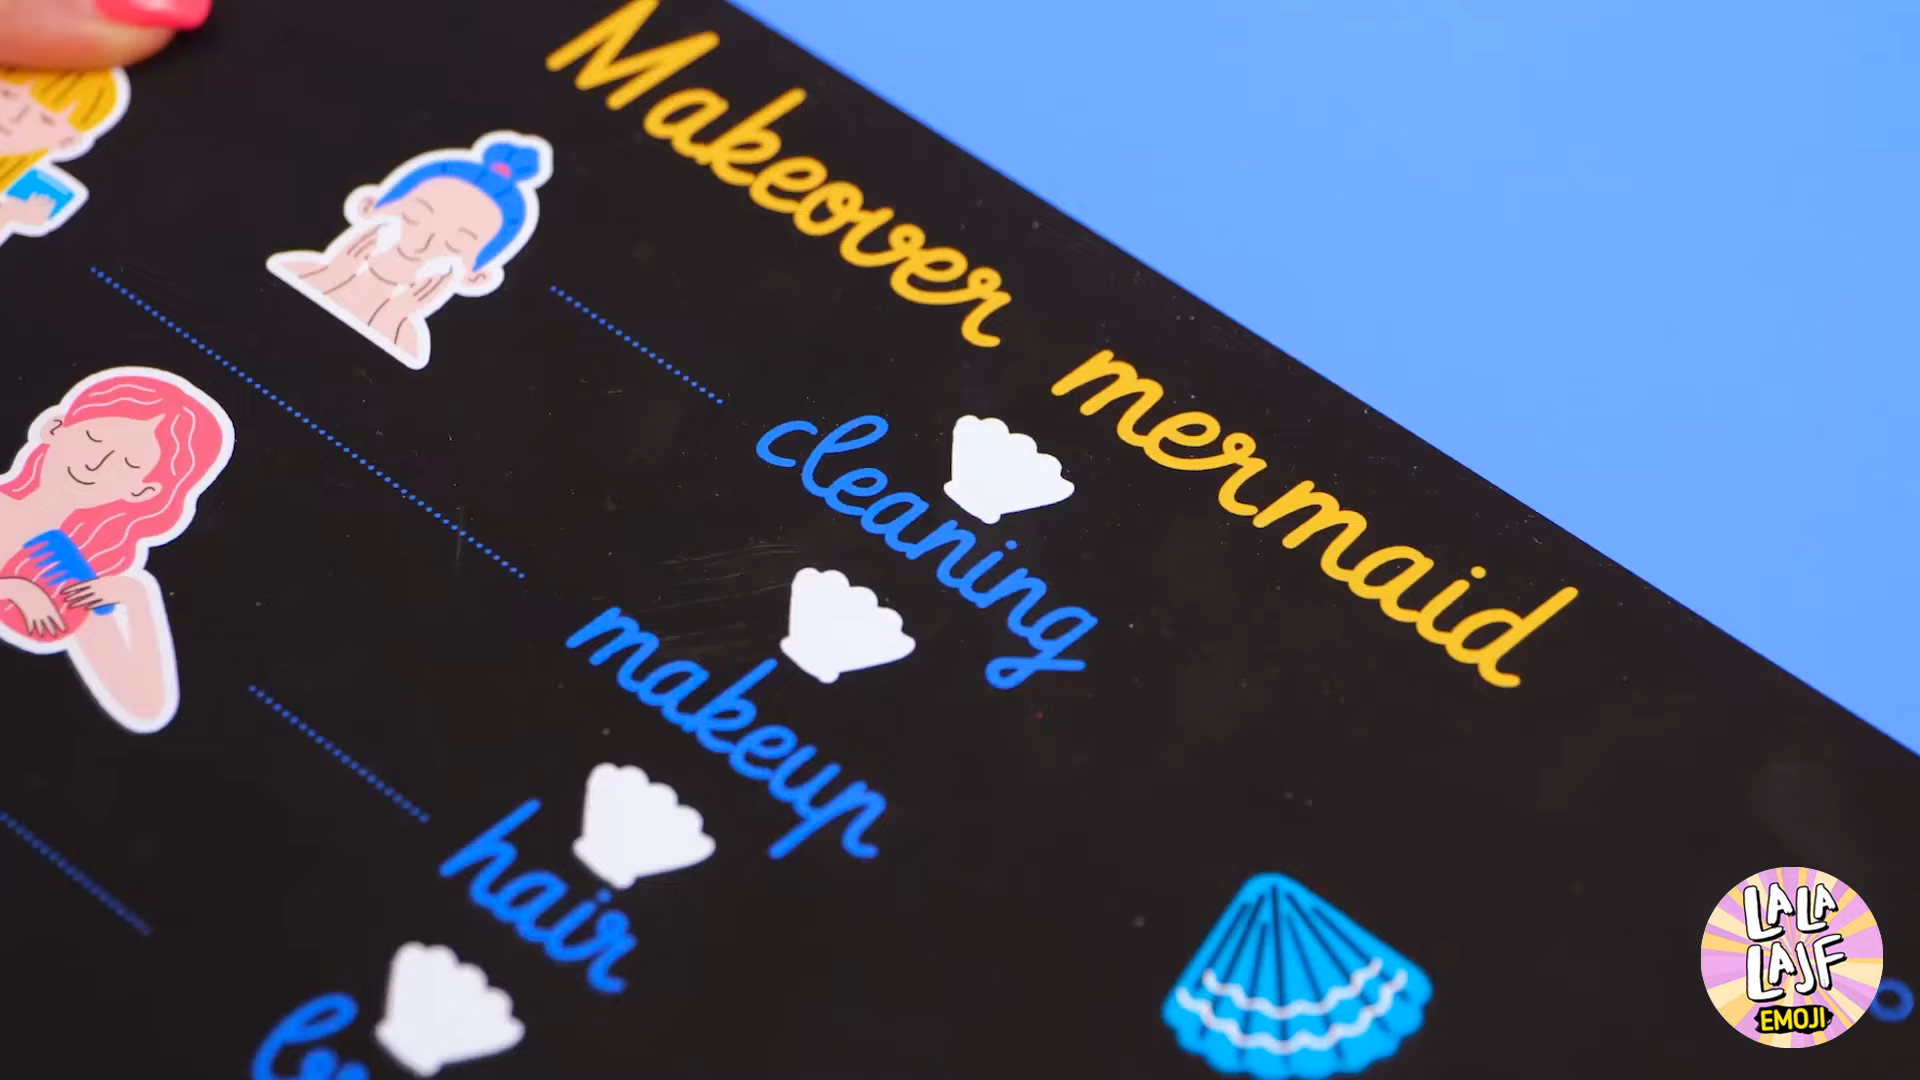 Makeover mermaid
cleaning
makeup
hair
LA LA
LAJF
EMOJI